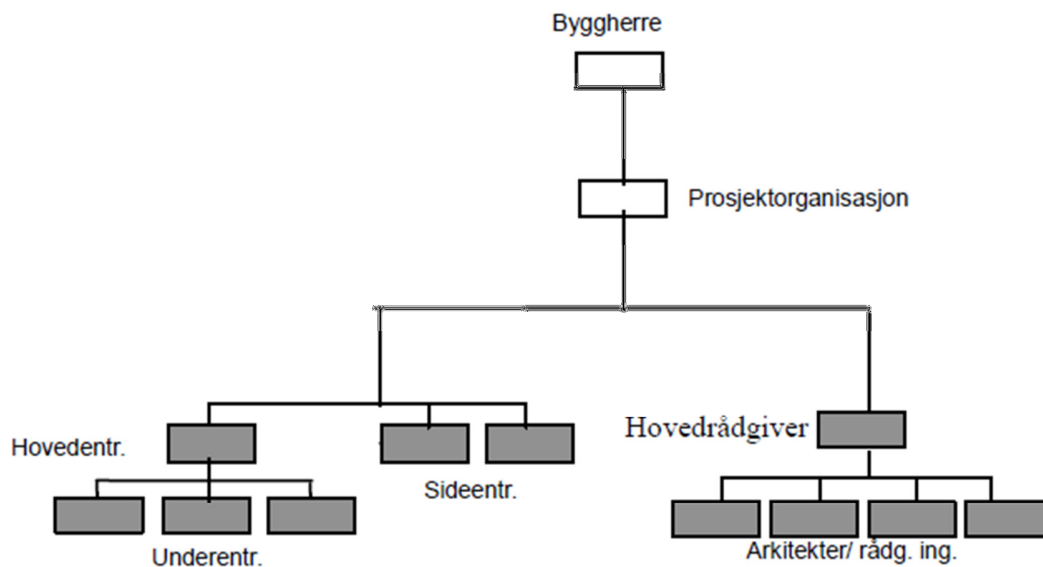 Byggherre
Prosjektorganisasjon
Hovedentr.
Sideentr.
Underentr.
Hovedrådgiver
Arkitekter/ rådg. ing.